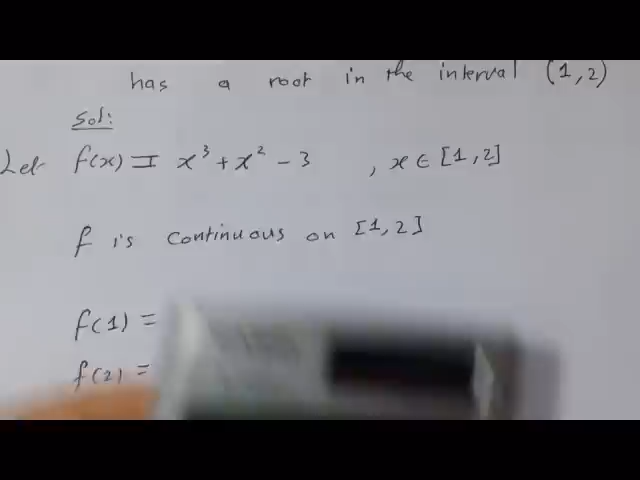 has a root in the interval (1,2)
Sol:
Let f(x) = x³ + x² - 3 , x ∈ [1,2]
f is continuous on [1,2]
f(1) =
f(2) =